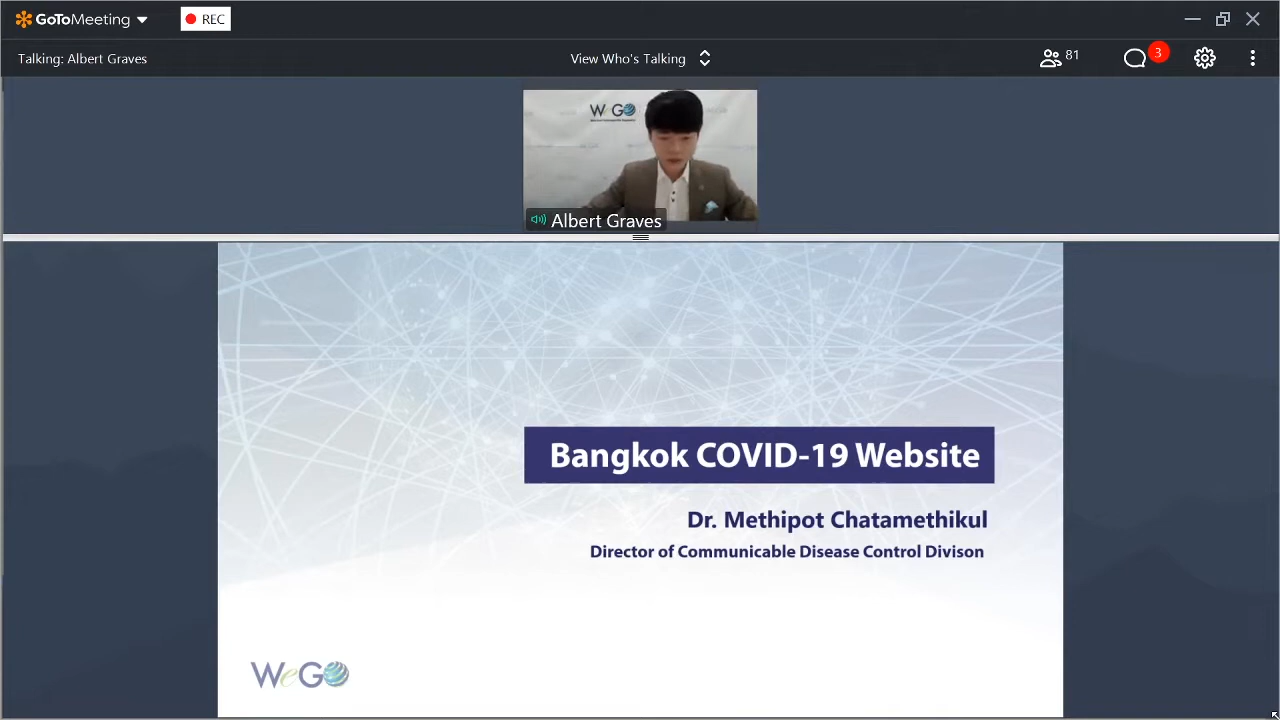 GoToMeeting
REC
Talking: Albert Graves
View Who's Talking
81
3
WeGO
Albert Graves
Bangkok COVID-19 Website
Dr. Methipot Chatamethikul
Director of Communicable Disease Control Divison
WeGO